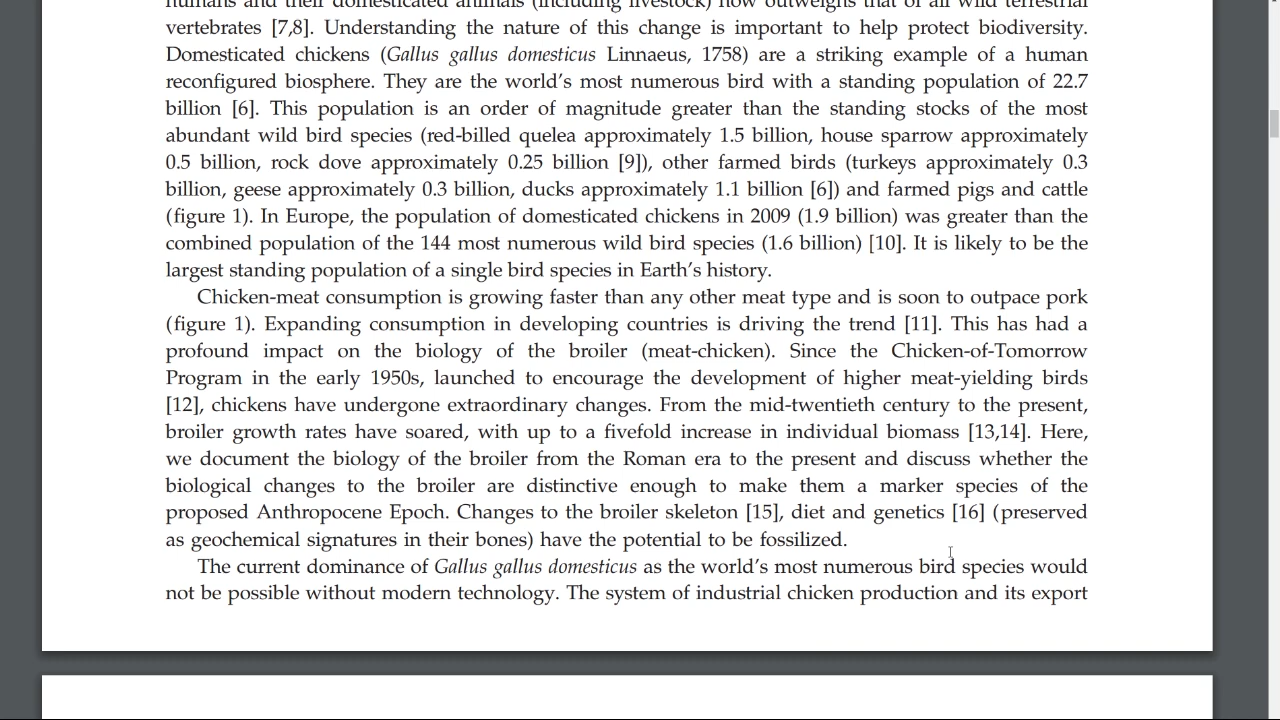 humans and their domesticated animals (including livestock) now outweighs that of all wild terrestrial
vertebrates [7,8]. Understanding the nature of this change is important to help protect biodiversity.
Domesticated chickens (Gallus gallus domesticus Linnaeus, 1758) are a striking example of a human
reconfigured biosphere. They are the world’s most numerous bird with a standing population of 22.7
billion [6]. This population is an order of magnitude greater than the standing stocks of the most
abundant wild bird species (red-billed quelea approximately 1.5 billion, house sparrow approximately
0.5 billion, rock dove approximately 0.25 billion [9]), other farmed birds (turkeys approximately 0.3
billion, geese approximately 0.3 billion, ducks approximately 1.1 billion [6]) and farmed pigs and cattle
(figure 1). In Europe, the population of domesticated chickens in 2009 (1.9 billion) was greater than the
combined population of the 144 most numerous wild bird species (1.6 billion) [10]. It is likely to be the
largest standing population of a single bird species in Earth’s history.
Chicken-meat consumption is growing faster than any other meat type and is soon to outpace pork
(figure 1). Expanding consumption in developing countries is driving the trend [11]. This has had a
profound impact on the biology of the broiler (meat-chicken). Since the Chicken-of-Tomorrow
Program in the early 1950s, launched to encourage the development of higher meat-yielding birds
[12], chickens have undergone extraordinary changes. From the mid-twentieth century to the present,
broiler growth rates have soared, with up to a fivefold increase in individual biomass [13,14]. Here,
we document the biology of the broiler from the Roman era to the present and discuss whether the
biological changes to the broiler are distinctive enough to make them a marker species of the
proposed Anthropocene Epoch. Changes to the broiler skeleton [15], diet and genetics [16] (preserved
as geochemical signatures in their bones) have the potential to be fossilized.
The current dominance of Gallus gallus domesticus as the world’s most numerous bird species would
not be possible without modern technology. The system of industrial chicken production and its export